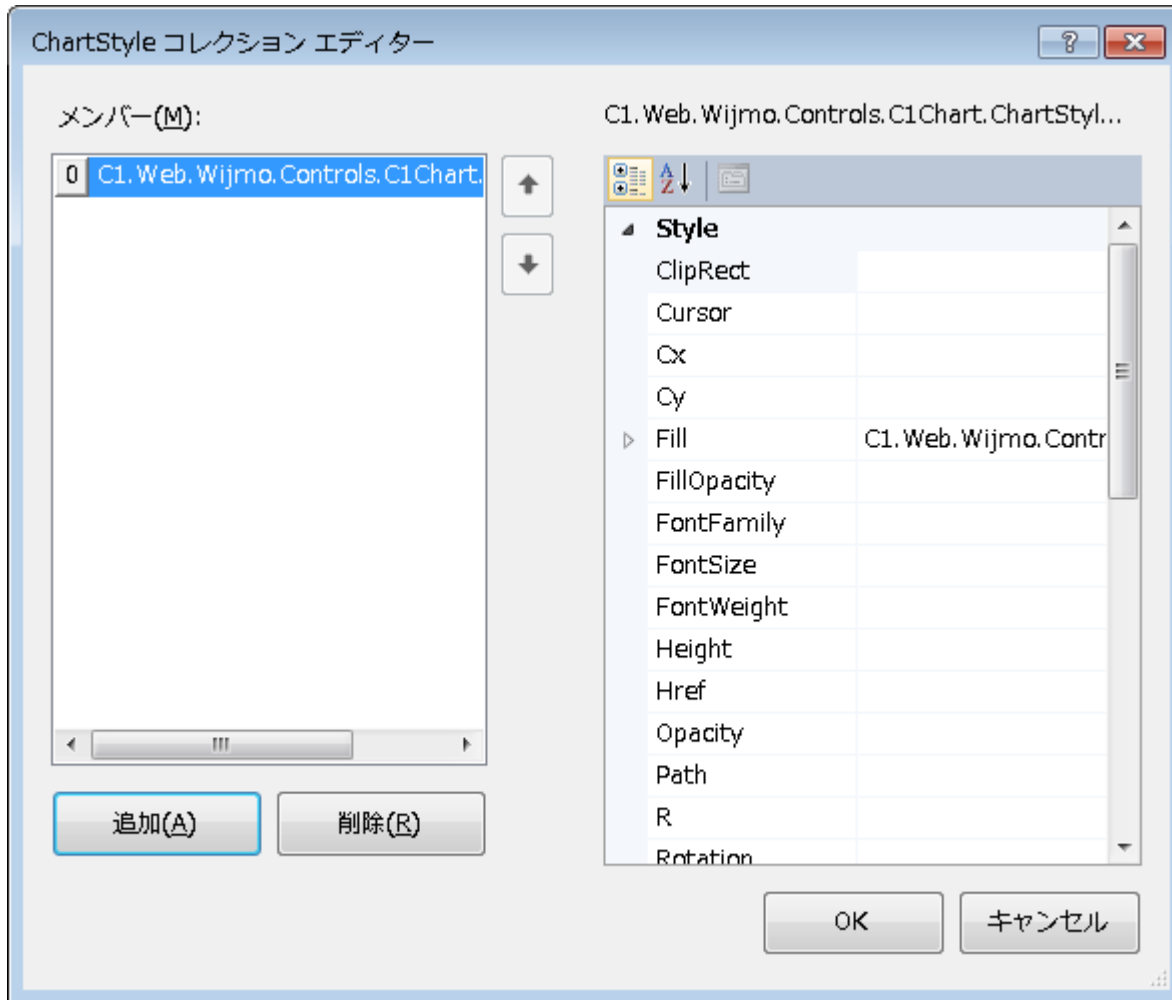 ChartStyle コレクション エディター
メンバー(M):
C1.Web.Wijmo.Controls.C1Chart.ChartStyl...
0 C1.Web.Wijmo.Controls.C1Chart.
Style
ClipRect
Cursor
Cx
Cy
Fill C1.Web.Wijmo.Contr
FillOpacity
FontFamily
FontSize
FontWeight
Height
Href
Opacity
Path
R
Rotation
追加(A) 削除(R)
OK キャンセル